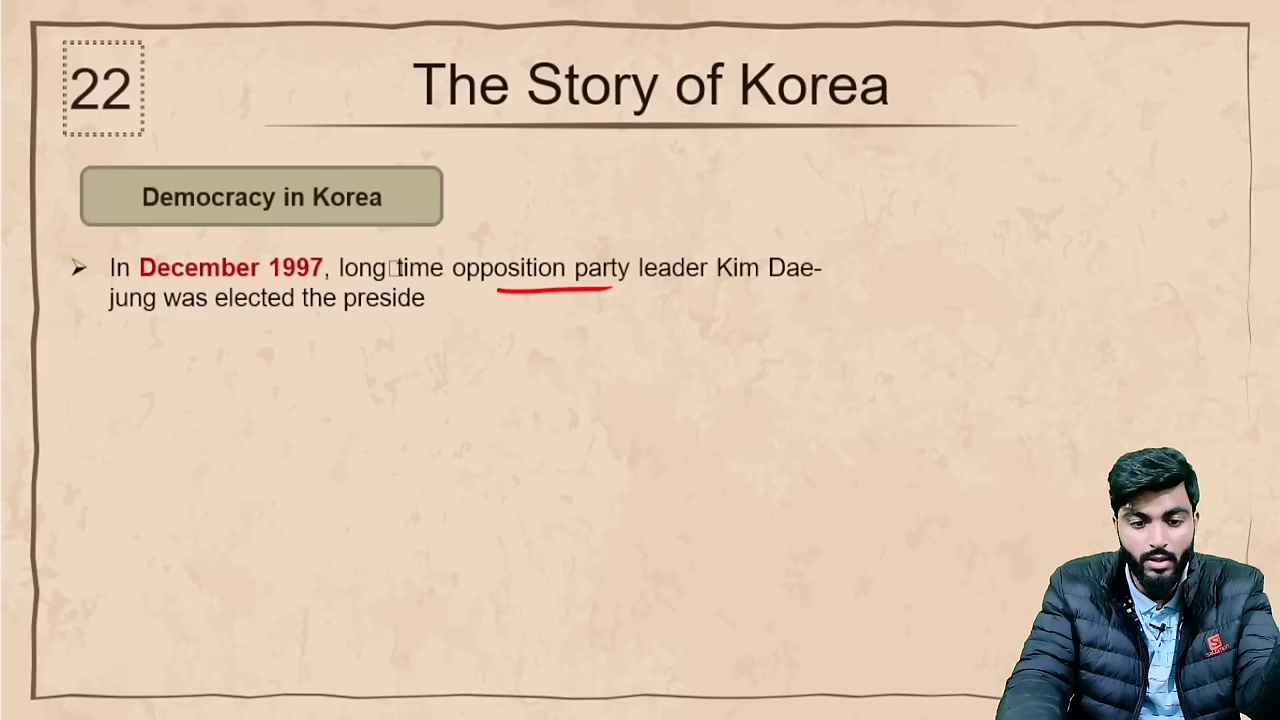 22
The Story of Korea
Democracy in Korea
➢ In December 1997, long□time opposition party leader Kim Dae-
jung was elected the preside
S
salomon